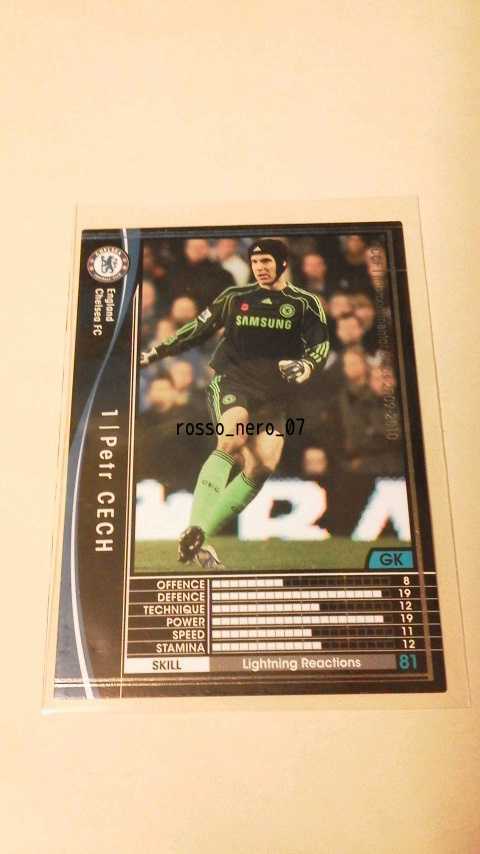 CHELSEA
England
Chelsea FC
1 | Petr CECH
SAMSUNG
rosso_nero_07
GK
OFFENCE 8
DEFENCE 19
TECHNIQUE 12
POWER 19
SPEED 11
STAMINA 12
SKILL Lightning Reactions 81